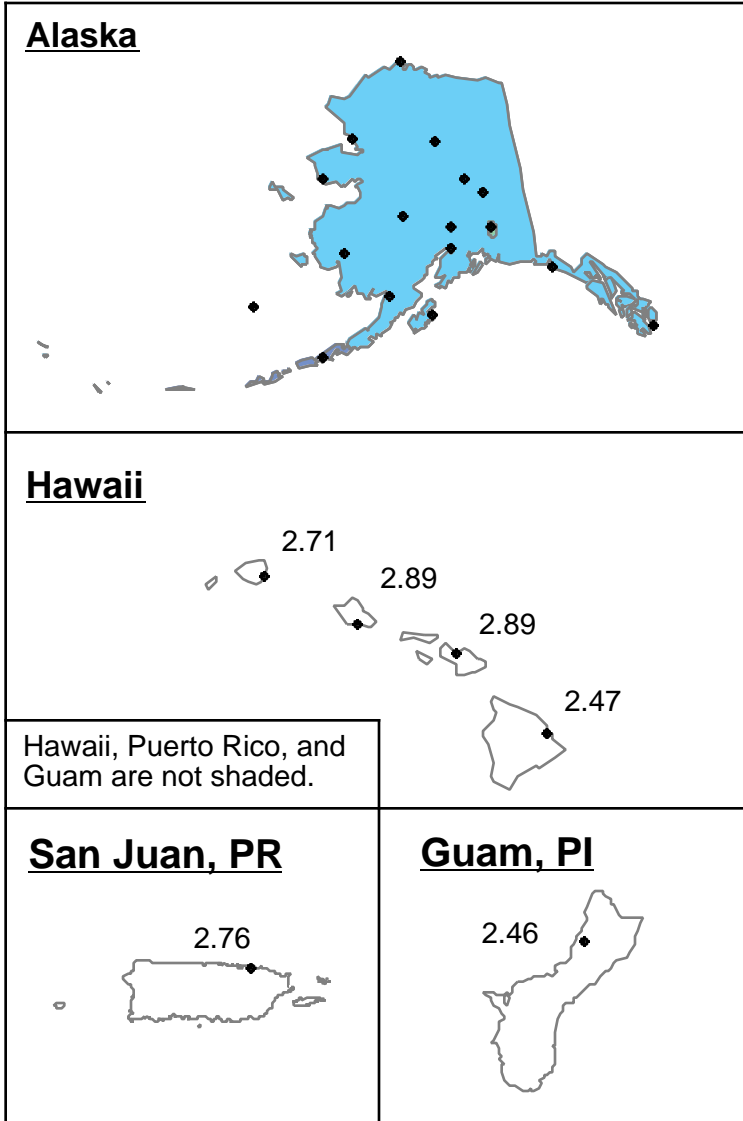 Alaska
Hawaii
2.71
2.89
2.89
2.47
Hawaii, Puerto Rico, and
Guam are not shaded.
San Juan, PR
2.76
Guam, PI
2.46